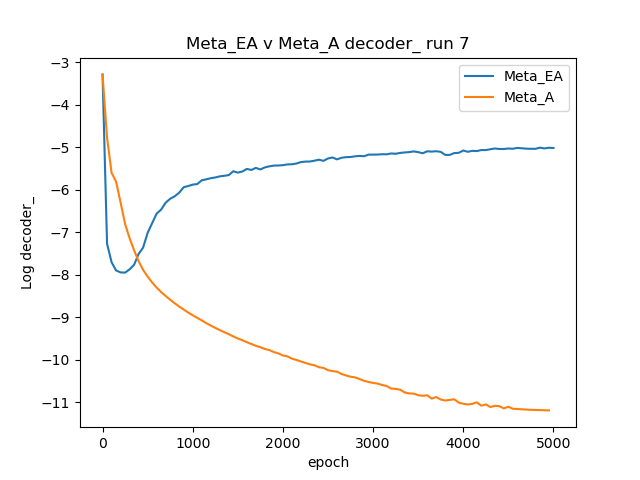 Meta_EA v Meta_A decoder_ run 7
Meta_EA
Meta_A
−3
−4
−5
−6
−7
−8
−9
−10
−11
Log decoder_
0 1000 2000 3000 4000 5000
epoch